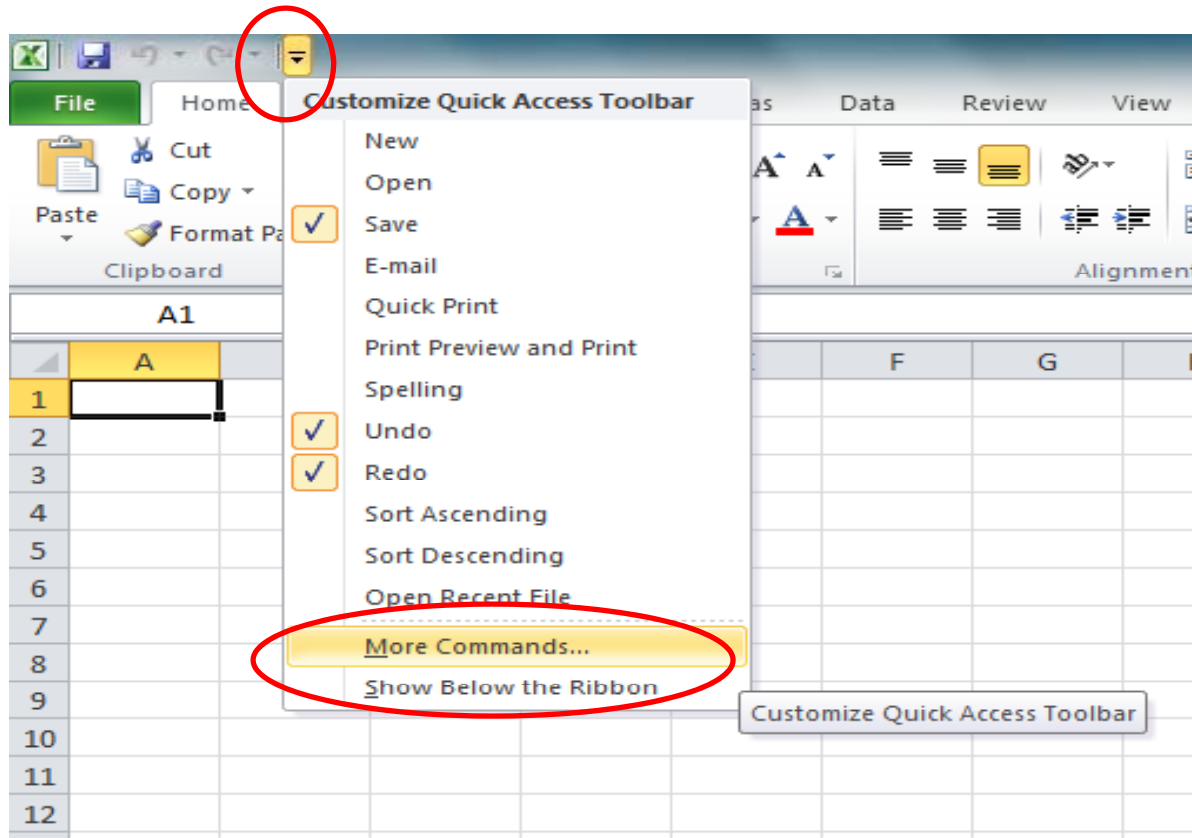 File Home as Data Review View
Customize Quick Access Toolbar
New
Open
Save
E-mail
Quick Print
Print Preview and Print
Spelling
Undo
Redo
Sort Ascending
Sort Descending
Open Recent File
More Commands...
Show Below the Ribbon
Customize Quick Access Toolbar
Cut
Copy
Paste
Format Pa
Clipboard
A A
A
Alignment
A1
A F G
1
2
3
4
5
6
7
8
9
10
11
12